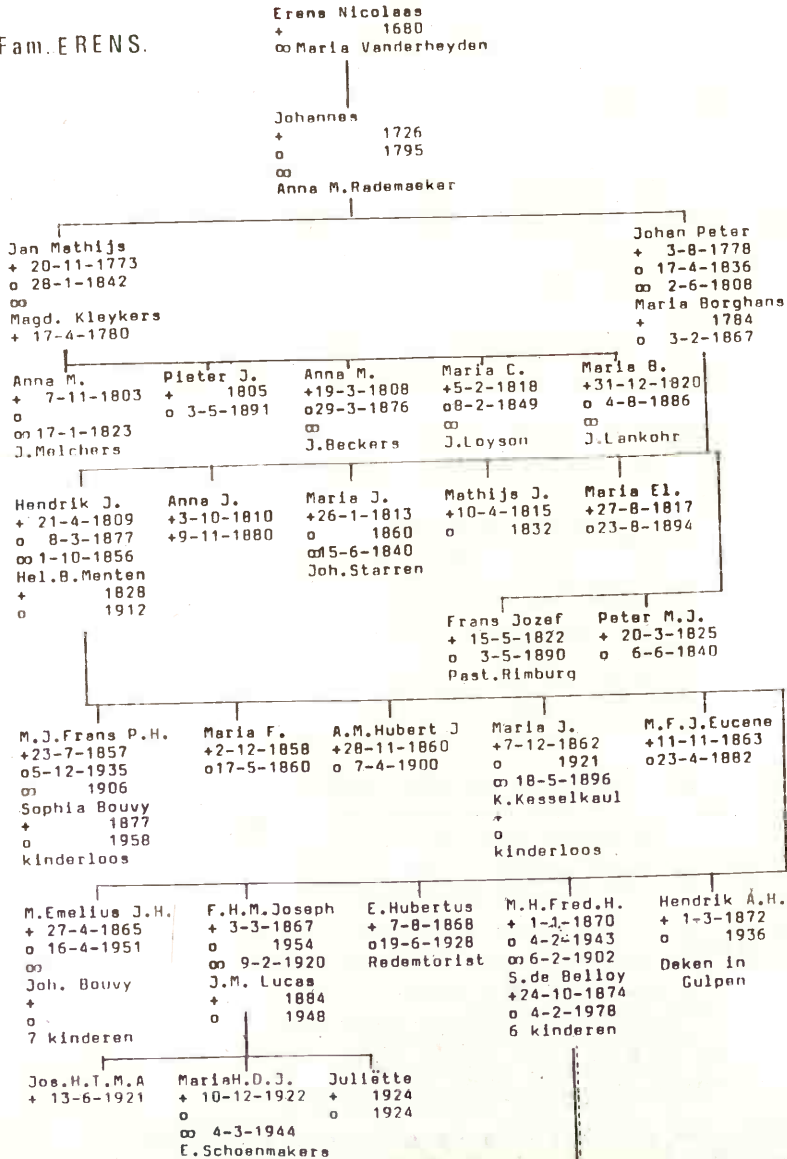 Fam. ERENS.
Erens Nicolaas
+ 1680
ꝏ Maria Vanderheyden
Johannes
+ 1726
o 1795
ꝏ
Anna M.Rademaeker
Jan Mathijs
+ 20-11-1773
o 28-1-1842
ꝏ
Magd. Kleykers
+ 17-4-1780
Johan Peter
+ 3-8-1778
o 17-4-1836
ꝏ 2-6-1808
Maria Borghans
+ 1784
o 3-2-1867
Anna M.
+ 7-11-1803
o
ꝏ 17-1-1823
J.Melchers
Pieter J.
+ 1805
o 3-5-1891
Anna M.
+19-3-1808
o29-3-1876
ꝏ
J.Beckers
Maria C.
+5-2-1818
o8-2-1849
ꝏ
J.Loyson
Maria B.
+31-12-1820
o 4-8-1886
ꝏ
J.Lankohr
Hendrik J.
+ 21-4-1809
o 8-3-1877
ꝏ 1-10-1856
Hel.B.Menten
+ 1828
o 1912
Anna J.
+3-10-1810
+9-11-1880
Maria J.
+26-1-1813
o 1860
ꝏ15-6-1840
Joh.Starren
Mathijs J.
+10-4-1815
o 1832
Maria El.
+27-8-1817
o23-8-1894
Frans Jozef
+ 15-5-1822
o 3-5-1890
Past.Rimburg
Peter M.J.
+ 20-3-1825
o 6-6-1840
M.J.Frans P.H.
+23-7-1857
o5-12-1935
ꝏ 1906
Sophia Bouvy
+ 1877
o 1958
kinderloos
Maria F.
+2-12-1858
o17-5-1860
A.M.Hubert J
+28-11-1860
o 7-4-1900
Maria J.
+7-12-1862
o 1921
ꝏ 18-5-1896
K.Kesselkaul
+
o
kinderloos
M.F.J.Eucene
+11-11-1863
o23-4-1882
M.Emelius J.H.
+ 27-4-1865
o 16-4-1951
ꝏ
Joh. Bouvy
+
o
7 kinderen
F.H.M.Joseph
+ 3-3-1867
o 1954
ꝏ 9-2-1920
J.M. Lucas
+ 1884
o 1948
E.Hubertus
+ 7-8-1868
o19-6-1928
Redemtorist
M.H.Fred.H.
+ 1-1-1870
o 4-2-1943
ꝏ 6-2-1902
S.de Belloy
+24-10-1874
o 4-2-1978
6 kinderen
Hendrik A.H.
+ 1-3-1872
o 1936
Deken in
Gulpen
Jos.H.T.M.A
+ 13-6-1921
MariaH.D.J.
+ 10-12-1922
o
ꝏ 4-3-1944
E.Schoenmakers
Juliëtte
+ 1924
o 1924